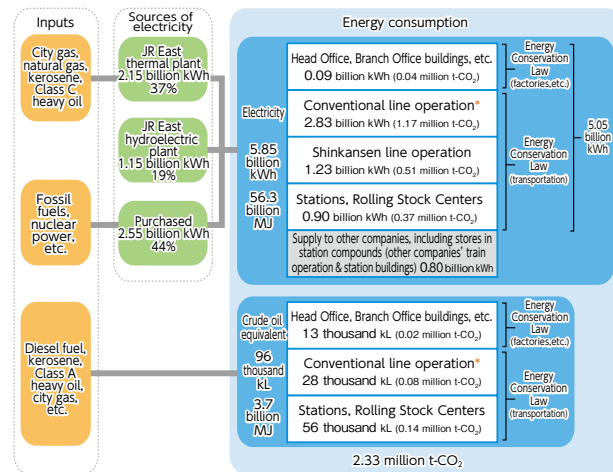 Inputs
Sources of
electricity
Energy consumption
City gas,
natural gas,
kerosene,
Class C
heavy oil
JR East
thermal plant
2.15 billion kWh
37%
JR East
hydroelectric
plant
1.15 billion kWh
19%
Fossil
fuels,
nuclear
power,
etc.
Purchased
2.55 billion kWh
44%
Electricity
5.85
billion
kWh
56.3
billion
MJ
Head Office, Branch Office buildings, etc.
0.09 billion kWh (0.04 million t-CO₂)
Conventional line operation*
2.83 billion kWh (1.17 million t-CO₂)
Shinkansen line operation
1.23 billion kWh (0.51 million t-CO₂)
Stations, Rolling Stock Centers
0.90 billion kWh (0.37 million t-CO₂)
Supply to other companies, including stores in
station compounds (other companies' train
operation & station buildings) 0.80 billion kWh
Energy
Conservation
Law
(factories,etc.)
Energy
Conservation
Law
(transportation)
5.05
billion
kWh
Diesel fuel,
kerosene,
Class A
heavy oil,
city gas,
etc.
Crude oil
equivalent
96
thousand
kL
3.7
billion
MJ
Head Office, Branch Office buildings, etc.
13 thousand kL (0.02 million t-CO₂)
Conventional line operation*
28 thousand kL (0.08 million t-CO₂)
Stations, Rolling Stock Centers
56 thousand kL (0.14 million t-CO₂)
Energy
Conservation
Law
(factories,etc.)
Energy
Conservation
Law
(transportation)
2.33 million t-CO₂